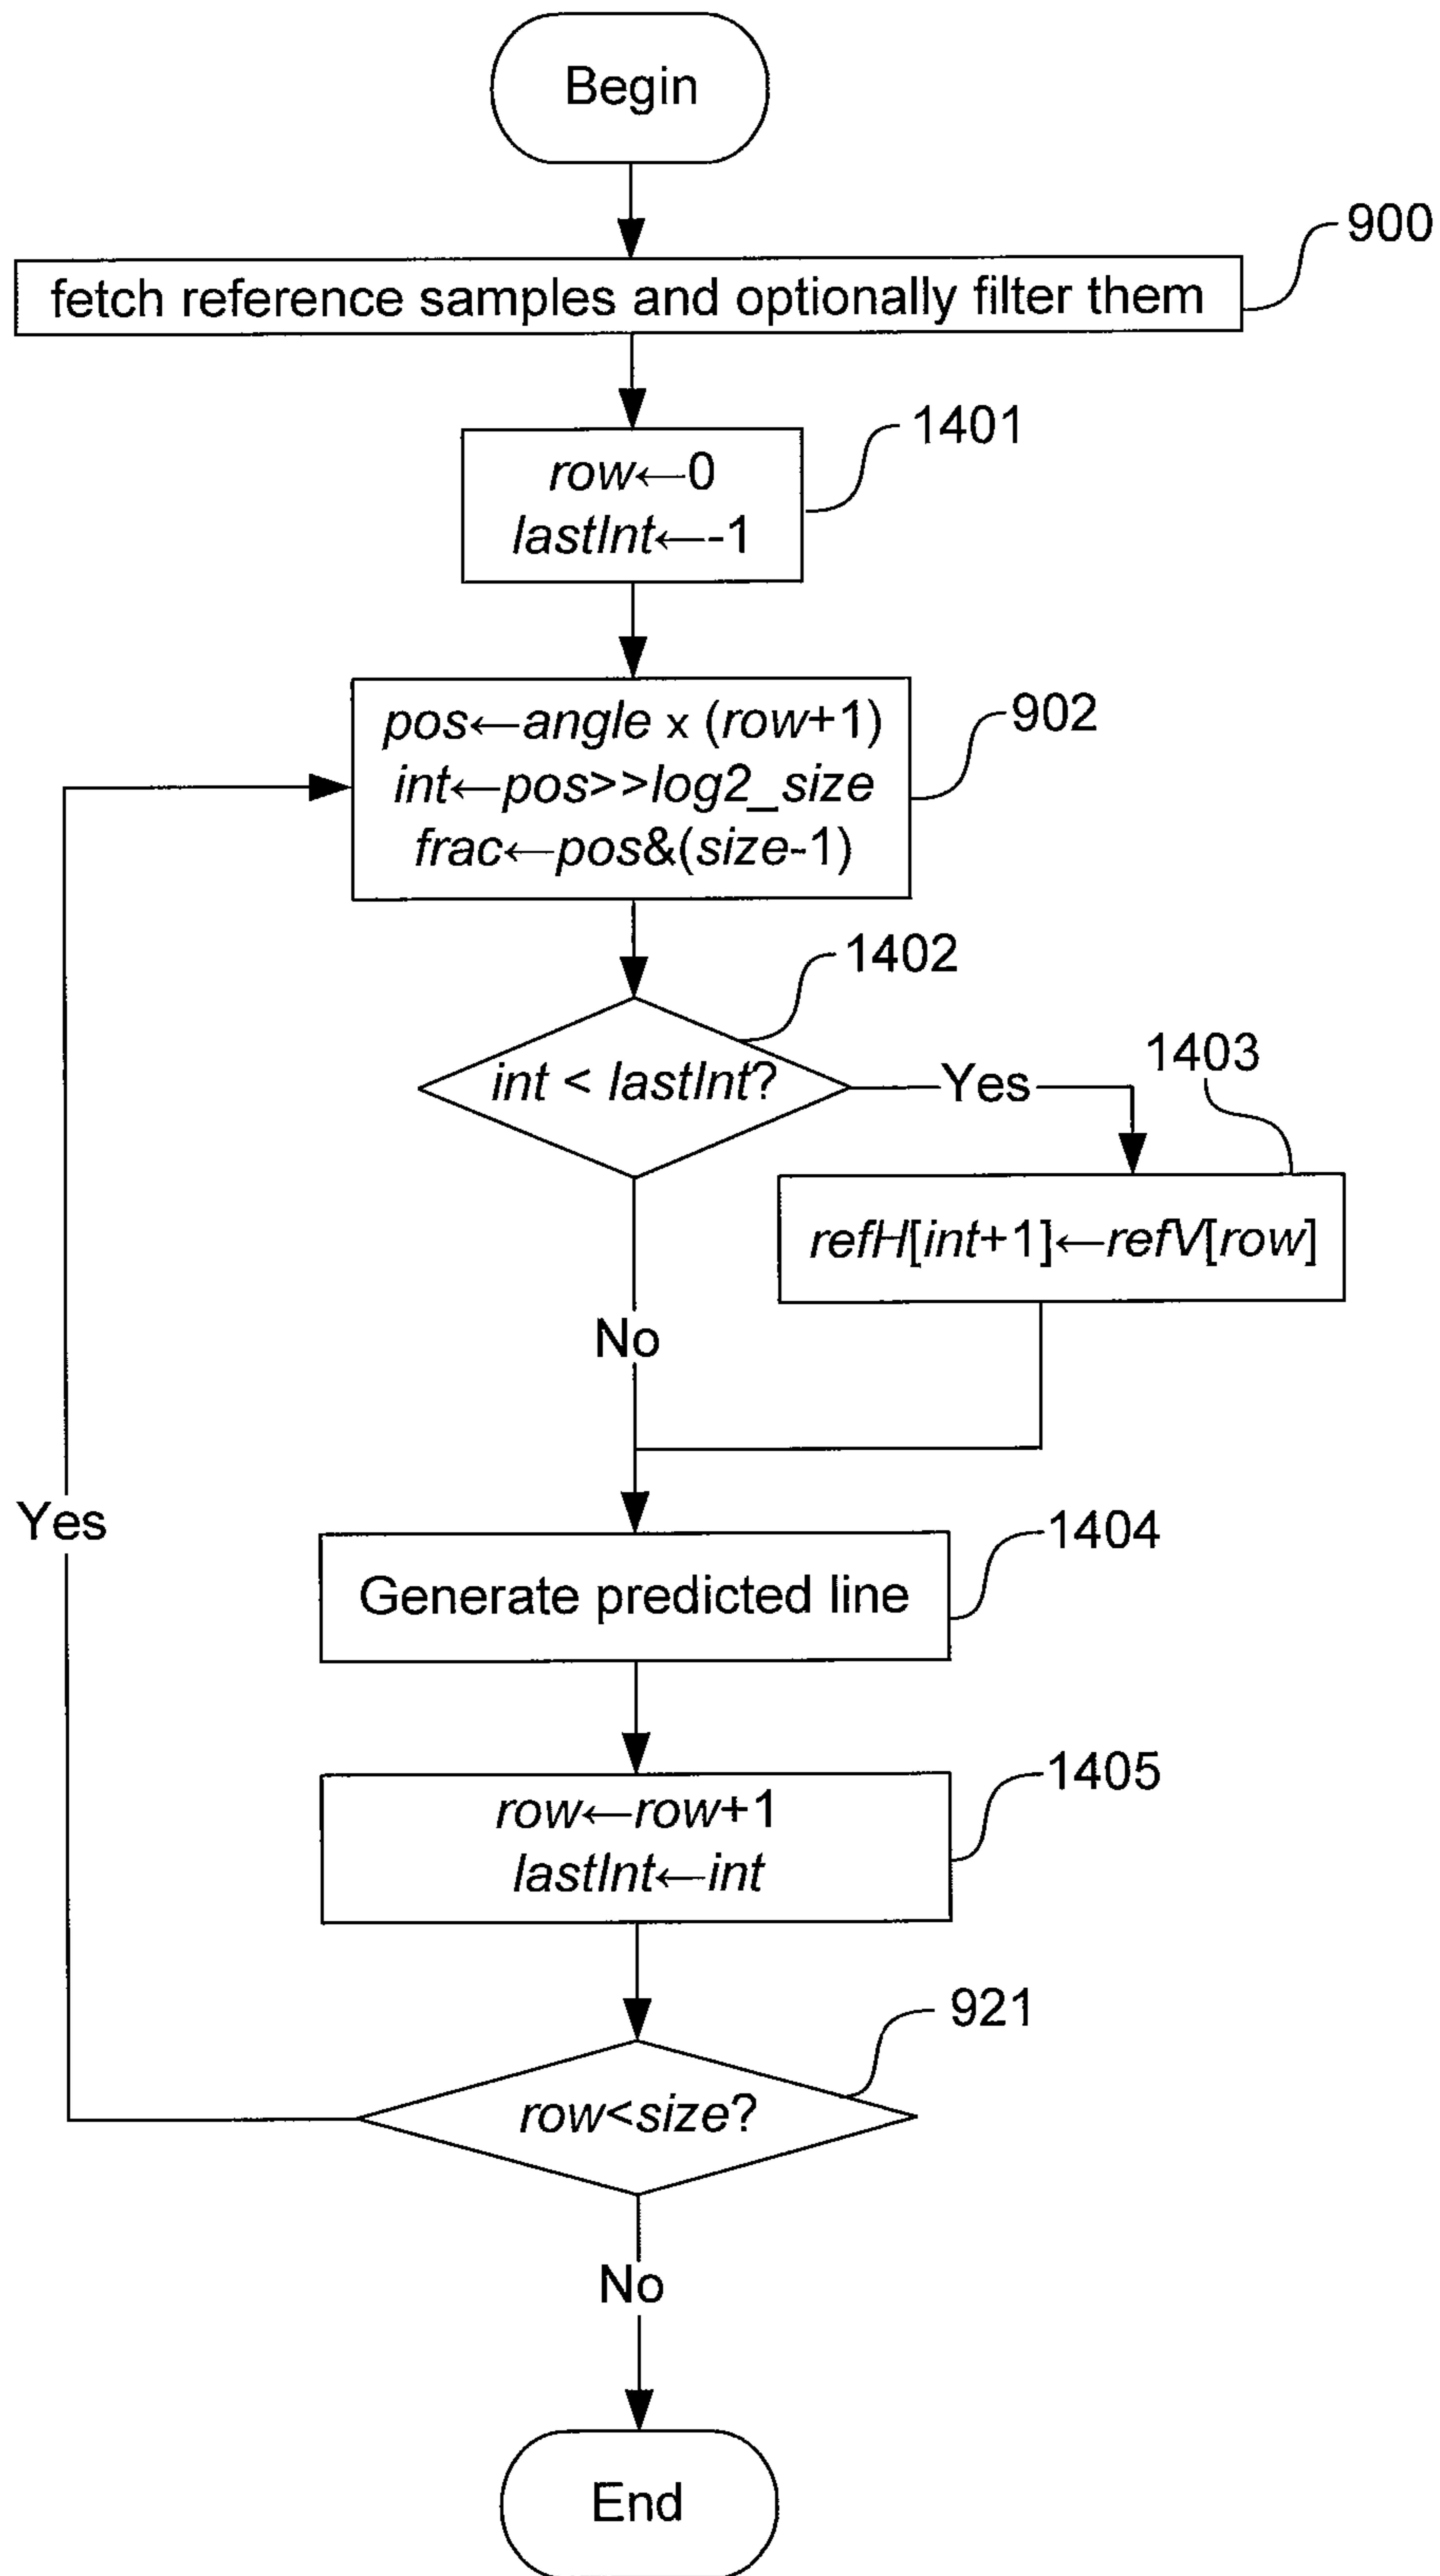 Begin
900
fetch reference samples and optionally filter them
1401
row←0
lastInt←-1
902
pos←angle x (row+1)
int←pos>>log2_size
frac←pos&(size-1)
1402
int < lastInt?
Yes
1403
refH[int+1]←refV[row]
No
Yes
1404
Generate predicted line
1405
row←row+1
lastInt←int
921
row<size?
No
End